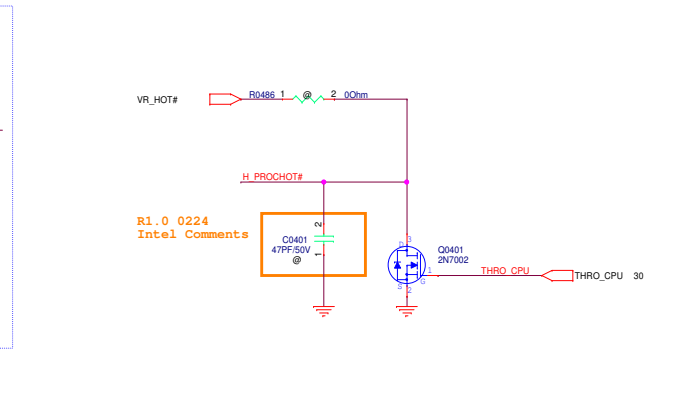 VR_HOT# R0486 1 @ 2 0Ohm
H_PROCHOT#
R1.0 0224
Intel Comments
C0401
47PF/50V
@
2
1
Q0401
2N7002
D 3
1
G
S 2
THRO_CPU
THRO_CPU 30